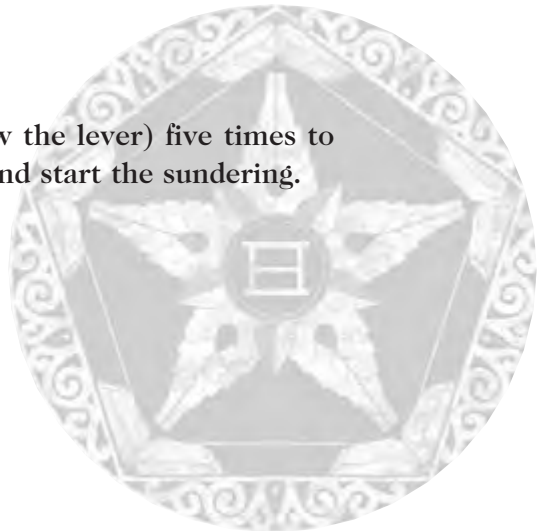 w the lever) five times to
nd start the sundering.